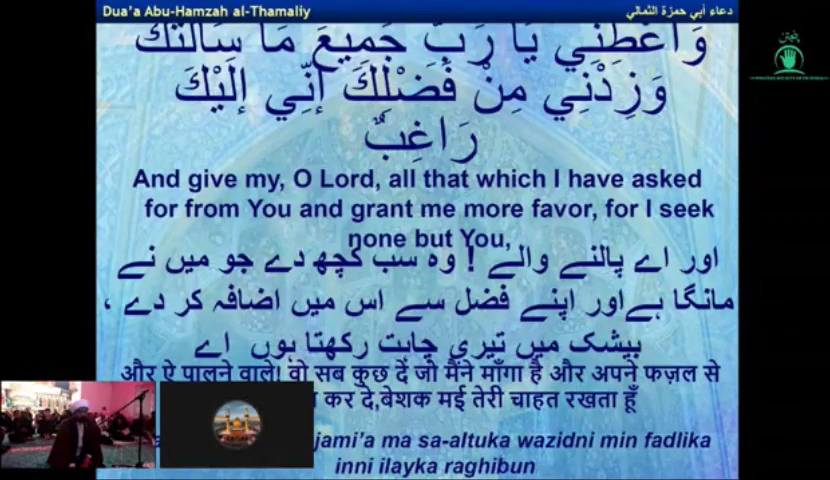 Dua'a Abu-Hamzah al-Thamaliy
دعاء أبي حمزة الثمالي
وَأَعْطِنِي يَا رَبِّ جَمِيعَ مَا سَأَلْتُكَ
وَزِدْنِي مِنْ فَضْلِكَ إِنِّي إِلَيْكَ
رَاغِبٌ
And give my, O Lord, all that which I have asked
for from You and grant me more favor, for I seek
none but You,
اور اے پالنے والے ! وہ سب کچھ دے جو میں نے
مانگا ہےاور اپنے فضل سے اس میں اضافہ کر دے ،
بیشک میں تیری چاہت رکھتا ہوں اے
और ऐ पालने वाले! वो सब कुछ दें जो मैंने माँगा है और अपने फज़ल से
कर दे,बेशक मई तेरी चाहत रखता हूँ
jami'a ma sa-altuka wazidni min fadlika
inni ilayka raghibun